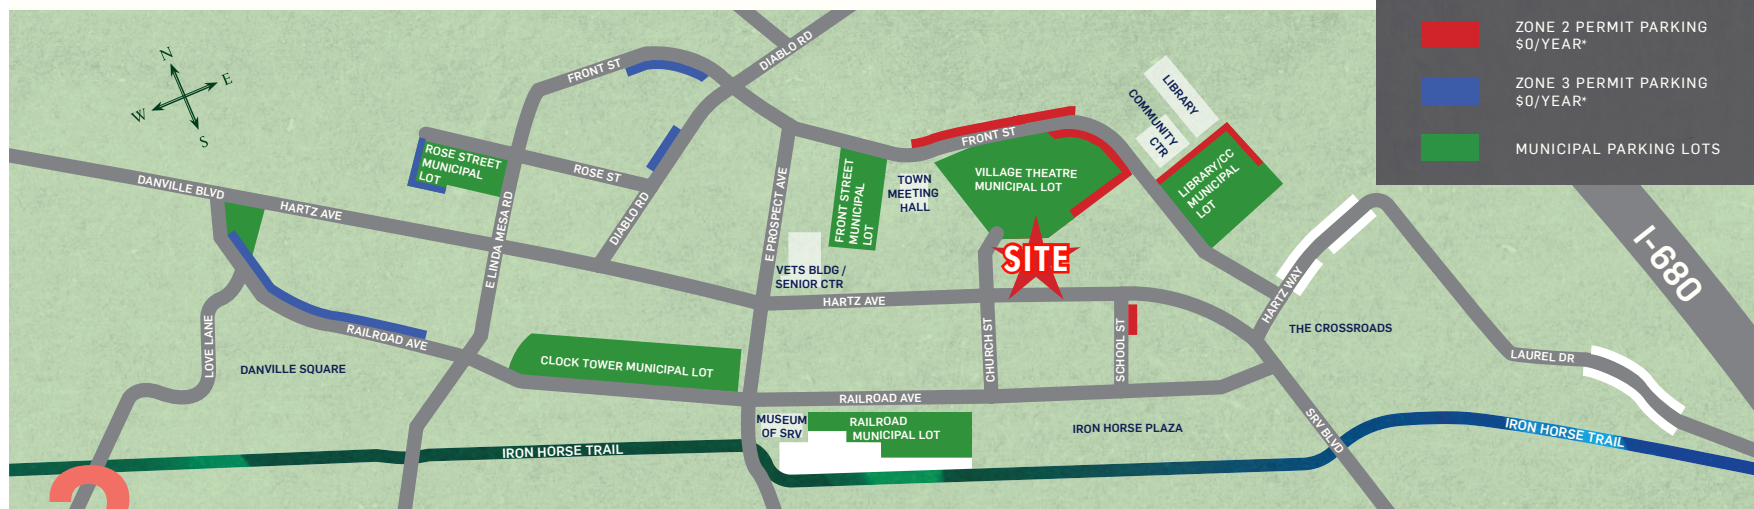 ZONE 2 PERMIT PARKING
$0/YEAR*
ZONE 3 PERMIT PARKING
$0/YEAR*
MUNICIPAL PARKING LOTS
N
E
W
S
FRONT ST
DIABLO RD
LIBRARY
COMMUNITY
CTR
FRONT ST
ROSE STREET
MUNICIPAL
LOT
ROSE ST
VILLAGE THEATRE
MUNICIPAL LOT
LIBRARY/CC
MUNICIPAL
LOT
DANVILLE BLVD
HARTZ AVE
E LINDA MESA RD
DIABLO RD
E PROSPECT AVE
FRONT STREET
MUNICIPAL
LOT
TOWN
MEETING
HALL
SITE
I-680
VETS BLDG /
SENIOR CTR
HARTZ AVE
HARTZ WAY
THE CROSSROADS
LOVE LANE
RAILROAD AVE
DANVILLE SQUARE
CLOCK TOWER MUNICIPAL LOT
CHURCH ST
SCHOOL ST
LAUREL DR
RAILROAD AVE
MUSEUM
OF SRV
RAILROAD
MUNICIPAL LOT
IRON HORSE PLAZA
SRV BLVD
IRON HORSE TRAIL
IRON HORSE TRAIL